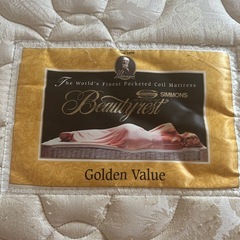 The World's Finest Pocketed Coil Mattress
SIMMONS
Beautyrest
Golden Value